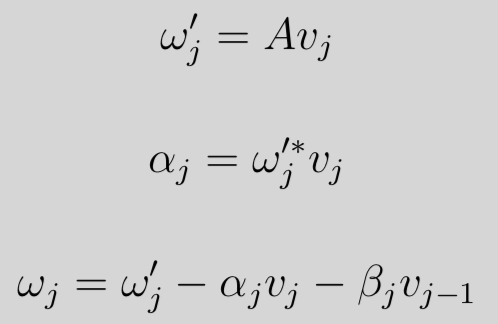 ω′ⱼ = Avⱼ
αⱼ = ω′ⱼ* vⱼ
ωⱼ = ω′ⱼ − αⱼvⱼ − βⱼvⱼ₋₁